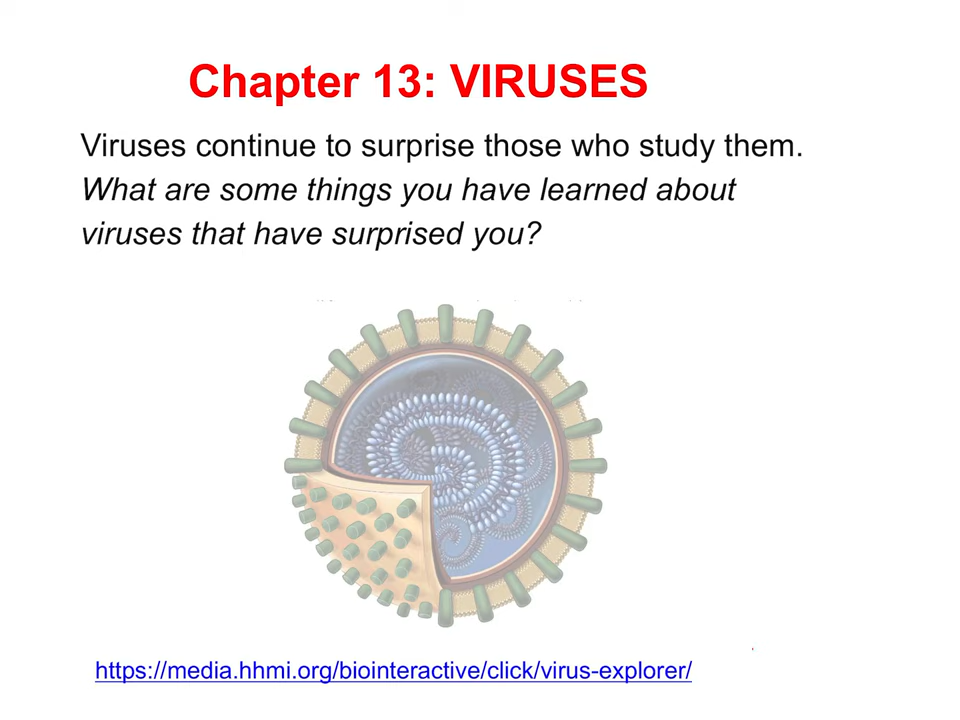 Chapter 13: VIRUSES
Viruses continue to surprise those who study them.
What are some things you have learned about
viruses that have surprised you?
https://media.hhmi.org/biointeractive/click/virus-explorer/